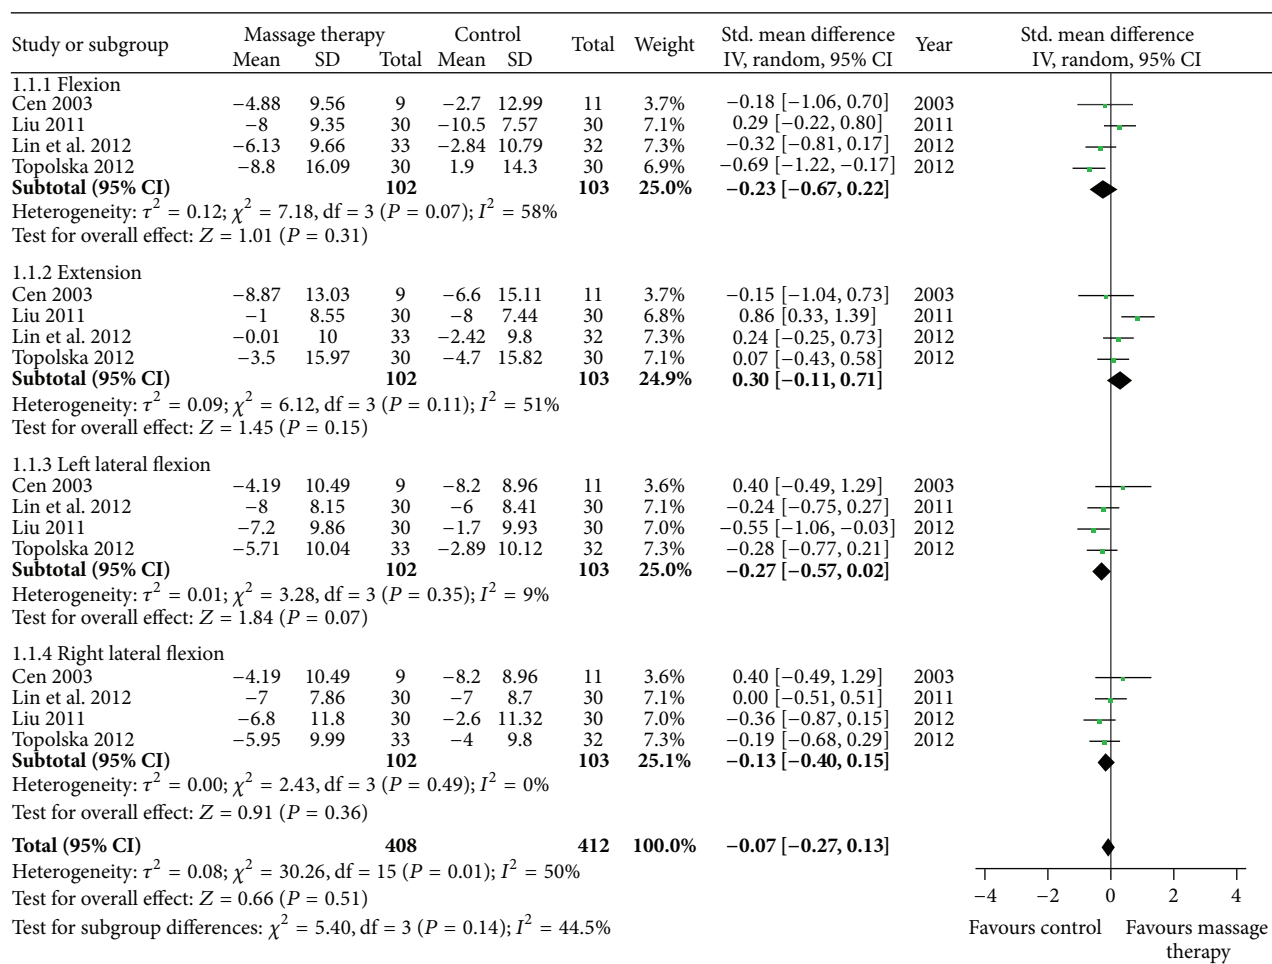 Study or subgroup Massage therapy Control Total Weight Std. mean difference Year Std. mean difference
Mean SD Total Mean SD IV, random, 95% CI IV, random, 95% CI
1.1.1 Flexion
Cen 2003 −4.88 9.56 9 −2.7 12.99 11 3.7% −0.18 [−1.06, 0.70] 2003
Liu 2011 −8 9.35 30 −10.5 7.57 30 7.1% 0.29 [−0.22, 0.80] 2011
Lin et al. 2012 −6.13 9.66 33 −2.84 10.79 32 7.3% −0.32 [−0.81, 0.17] 2012
Topolska 2012 −8.8 16.09 30 1.9 14.3 30 6.9% −0.69 [−1.22, −0.17] 2012
Subtotal (95% CI) 102 103 25.0% −0.23 [−0.67, 0.22]
Heterogeneity: τ² = 0.12; χ² = 7.18, df = 3 (P = 0.07); I² = 58%
Test for overall effect: Z = 1.01 (P = 0.31)
1.1.2 Extension
Cen 2003 −8.87 13.03 9 −6.6 15.11 11 3.7% −0.15 [−1.04, 0.73] 2003
Liu 2011 −1 8.55 30 −8 7.44 30 6.8% 0.86 [0.33, 1.39] 2011
Lin et al. 2012 −0.01 10 33 −2.42 9.8 32 7.3% 0.24 [−0.25, 0.73] 2012
Topolska 2012 −3.5 15.97 30 −4.7 15.82 30 7.1% 0.07 [−0.43, 0.58] 2012
Subtotal (95% CI) 102 103 24.9% 0.30 [−0.11, 0.71]
Heterogeneity: τ² = 0.09; χ² = 6.12, df = 3 (P = 0.11); I² = 51%
Test for overall effect: Z = 1.45 (P = 0.15)
1.1.3 Left lateral flexion
Cen 2003 −4.19 10.49 9 −8.2 8.96 11 3.6% 0.40 [−0.49, 1.29] 2003
Lin et al. 2012 −8 8.15 30 −6 8.41 30 7.1% −0.24 [−0.75, 0.27] 2011
Liu 2011 −7.2 9.86 30 −1.7 9.93 30 7.0% −0.55 [−1.06, −0.03] 2012
Topolska 2012 −5.71 10.04 33 −2.89 10.12 32 7.3% −0.28 [−0.77, 0.21] 2012
Subtotal (95% CI) 102 103 25.0% −0.27 [−0.57, 0.02]
Heterogeneity: τ² = 0.01; χ² = 3.28, df = 3 (P = 0.35); I² = 9%
Test for overall effect: Z = 1.84 (P = 0.07)
1.1.4 Right lateral flexion
Cen 2003 −4.19 10.49 9 −8.2 8.96 11 3.6% 0.40 [−0.49, 1.29] 2003
Lin et al. 2012 −7 7.86 30 −7 8.7 30 7.1% 0.00 [−0.51, 0.51] 2011
Liu 2011 −6.8 11.8 30 −2.6 11.32 30 7.0% −0.36 [−0.87, 0.15] 2012
Topolska 2012 −5.95 9.99 33 −4 9.8 32 7.3% −0.19 [−0.68, 0.29] 2012
Subtotal (95% CI) 102 103 25.1% −0.13 [−0.40, 0.15]
Heterogeneity: τ² = 0.00; χ² = 2.43, df = 3 (P = 0.49); I² = 0%
Test for overall effect: Z = 0.91 (P = 0.36)
Total (95% CI) 408 412 100.0% −0.07 [−0.27, 0.13]
Heterogeneity: τ² = 0.08; χ² = 30.26, df = 15 (P = 0.01); I² = 50%
Test for overall effect: Z = 0.66 (P = 0.51)
Test for subgroup differences: χ² = 5.40, df = 3 (P = 0.14); I² = 44.5%
−4 −2 0 2 4
Favours control Favours massage
therapy